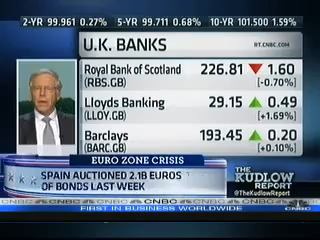 2-YR 99.961 0.27% 5-YR 99.711 0.68% 10-YR 101.500 1.59%
U.K. BANKS
RT.CNBC.COM
Royal Bank of Scotland 226.81 ▼ 1.60
(RBS.GB) [-0.70%]
Lloyds Banking 29.15 ▲ 0.49
(LLOY.GB) [+1.69%]
Barclays 193.45 ▲ 0.20
(BARC.GB) [+0.10%]
EURO ZONE CRISIS
SPAIN AUCTIONED 2.1B EUROS
OF BONDS LAST WEEK
THE
KUDLOW
REPORT
@TheKudlowReport
FIRST IN BUSINESS WORLDWIDE
CNBC